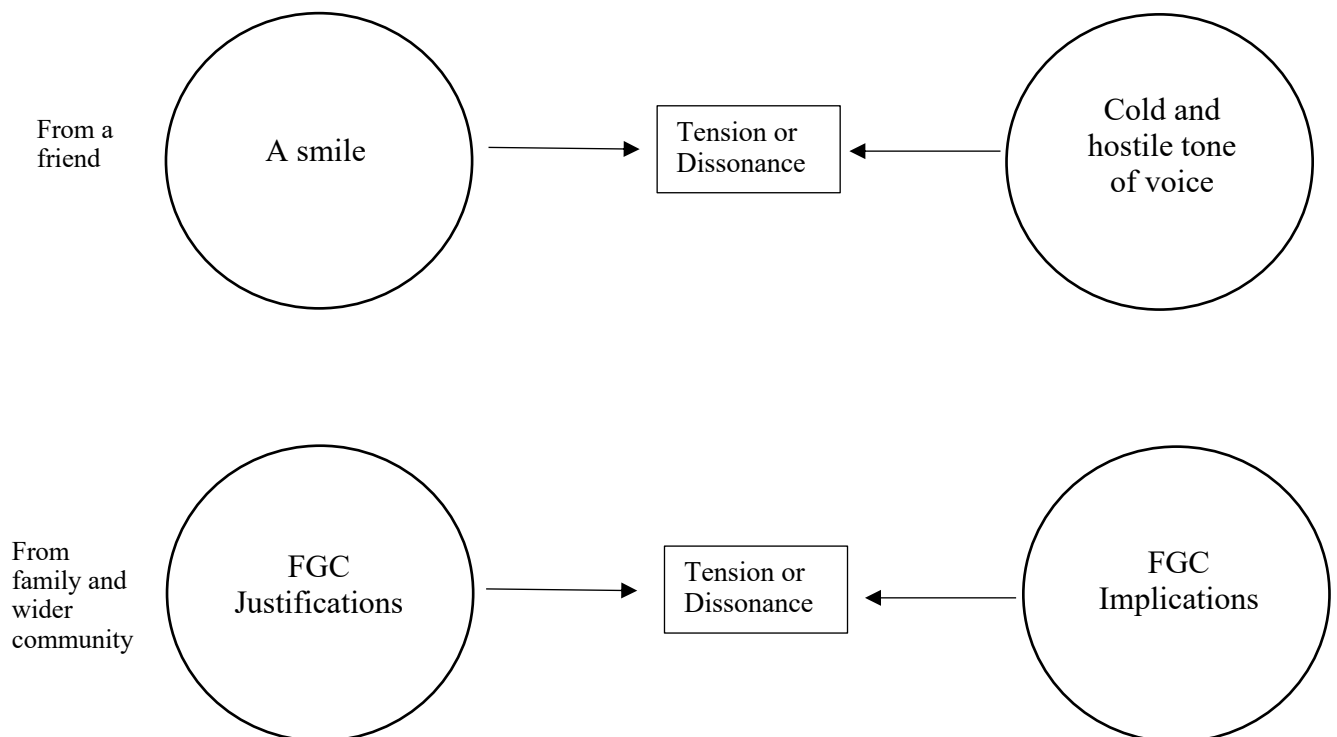 From a
friend
A smile
Tension or
Dissonance
Cold and
hostile tone
of voice
From
family and
wider
community
FGC
Justifications
Tension or
Dissonance
FGC
Implications